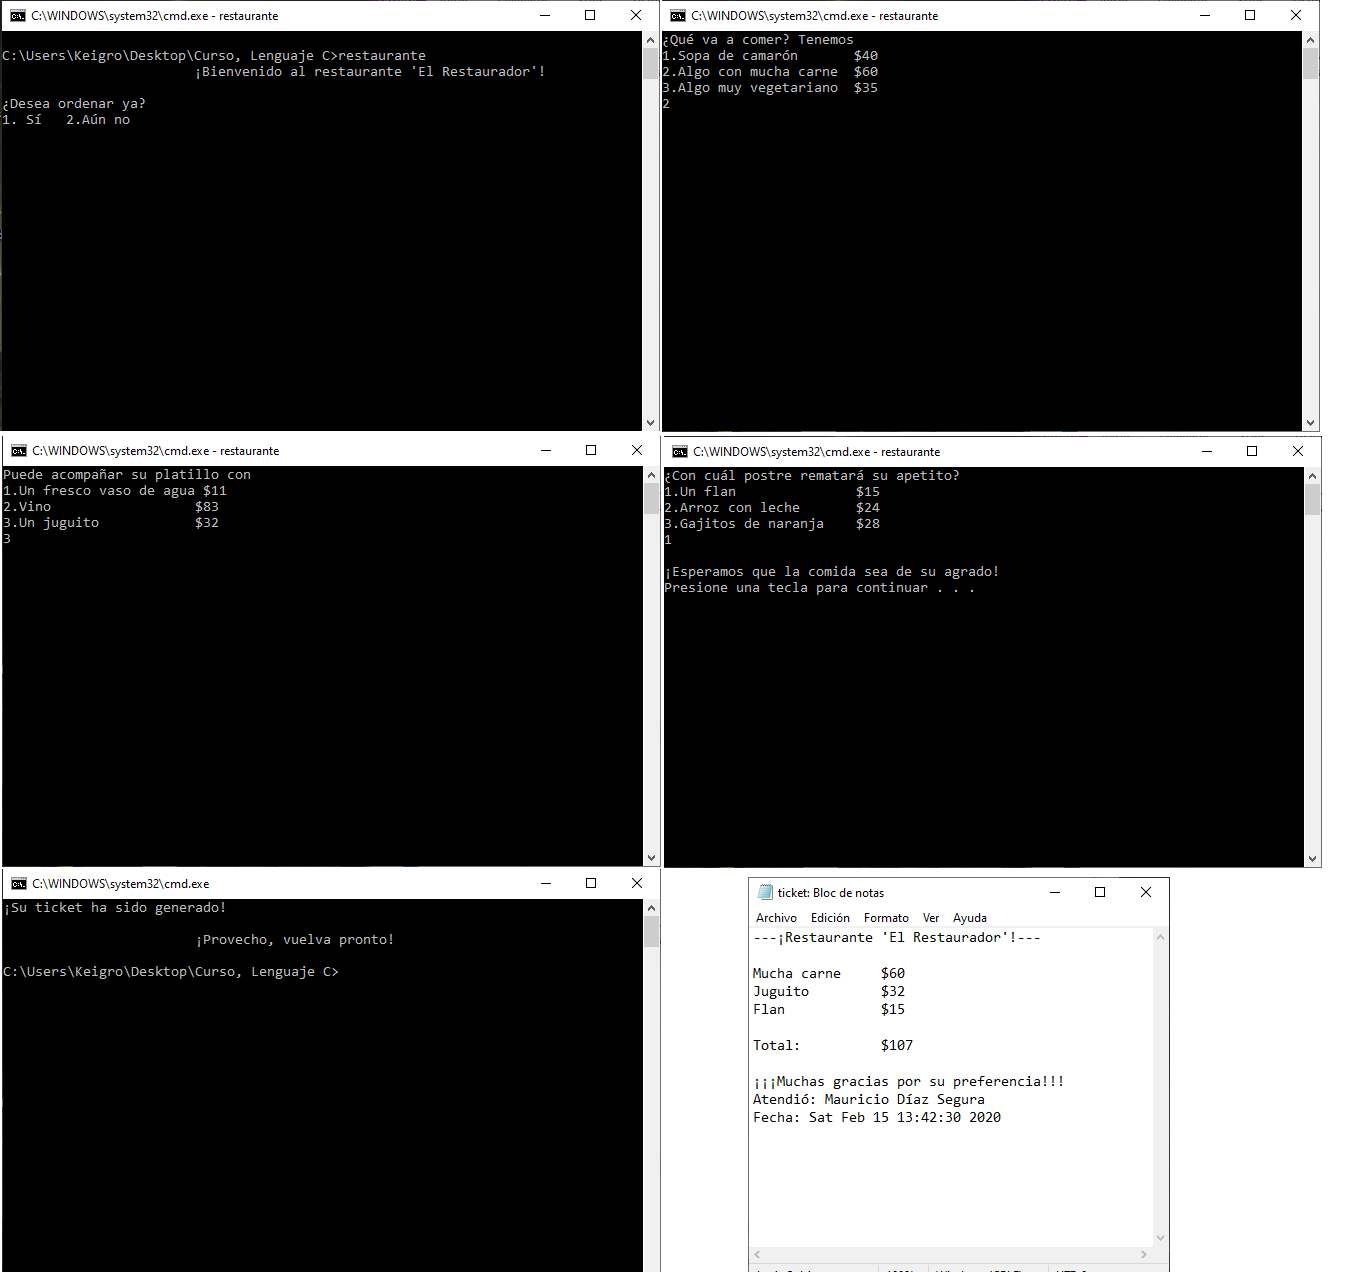 C:\WINDOWS\system32\cmd.exe - restaurante
C:\Users\Keigro\Desktop\Curso, Lenguaje C>restaurante
¡Bienvenido al restaurante 'El Restaurador'!
¿Desea ordenar ya?
1. Sí   2.Aún no
C:\WINDOWS\system32\cmd.exe - restaurante
¿Qué va a comer? Tenemos
1.Sopa de camarón       $40
2.Algo con mucha carne  $60
3.Algo muy vegetariano  $35
2
C:\WINDOWS\system32\cmd.exe - restaurante
Puede acompañar su platillo con
1.Un fresco vaso de agua $11
2.Vino                  $83
3.Un juguito            $32
3
C:\WINDOWS\system32\cmd.exe - restaurante
¿Con cuál postre rematará su apetito?
1.Un flan               $15
2.Arroz con leche       $24
3.Gajitos de naranja    $28
1
¡Esperamos que la comida sea de su agrado!
Presione una tecla para continuar . . .
C:\WINDOWS\system32\cmd.exe
¡Su ticket ha sido generado!
¡Provecho, vuelva pronto!
C:\Users\Keigro\Desktop\Curso, Lenguaje C>
ticket: Bloc de notas
Archivo Edición Formato Ver Ayuda
---¡Restaurante 'El Restaurador'!---
Mucha carne     $60
Juguito         $32
Flan            $15
Total:          $107
¡¡¡Muchas gracias por su preferencia!!!
Atendió: Mauricio Díaz Segura
Fecha: Sat Feb 15 13:42:30 2020